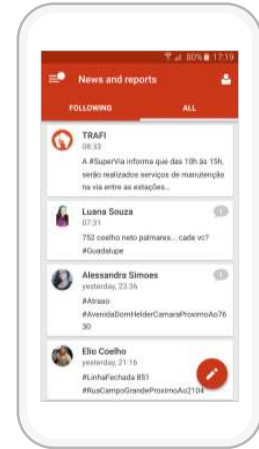 80% 17:19
News and reports
FOLLOWING ALL
TRAFI
08:33
A #SuperVia informa que das 10h às 15h,
serão realizados serviços de manutenção
na via entre as estações...
Luana Souza
07:31
752 coelho neto palmares... cade vc?
#Guadalupe
Alessandra Simoes
yesterday, 23:36
#Atraso
#AvenidaDomHelderCamaraProximoAo76
30
Elio Coelho
yesterday, 21:16
#LinhaFechada 851
#RuaCampoGrandeProximoAo2104